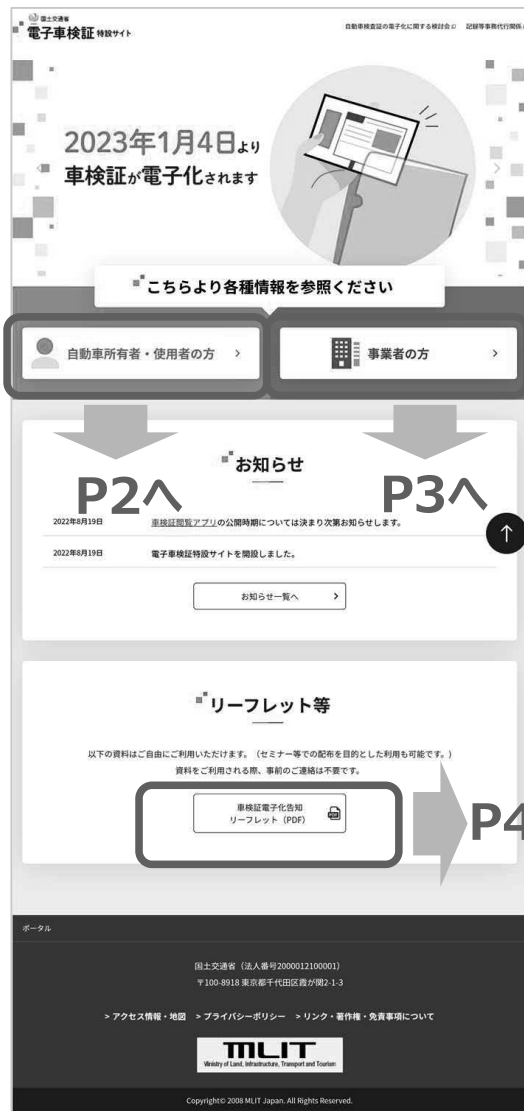 国土交通省
電子車検証 特設サイト
自動車検査証の電子化に関する検討会
記録等事務代行関係
2023年1月4日より
車検証が電子化されます
こちらより各種情報を参照ください
自動車所有者・使用者の方
事業者の方
P2へ
P3へ
お知らせ
2022年8月19日 車検証閲覧アプリの公開時期については決まり次第お知らせします。
2022年8月19日 電子車検証特設サイトを開設しました。
お知らせ一覧へ
リーフレット等
以下の資料はご自由にご利用いただけます。（セミナー等での配布を目的とした利用も可能です。)
資料をご利用される際、事前のご連絡は不要です。
車検証電子化告知
リーフレット（PDF）
PDF
P4
ポータル
国土交通省（法人番号2000012100001）
〒100-8918 東京都千代田区霞が関2-1-3
> アクセス情報・地図 > プライバシーポリシー > リンク・著作権・免責事項について
MLIT
Ministry of Land, Infrastructure, Transport and Tourism
Copyright© 2008 MLIT Japan. All Rights Reserved.